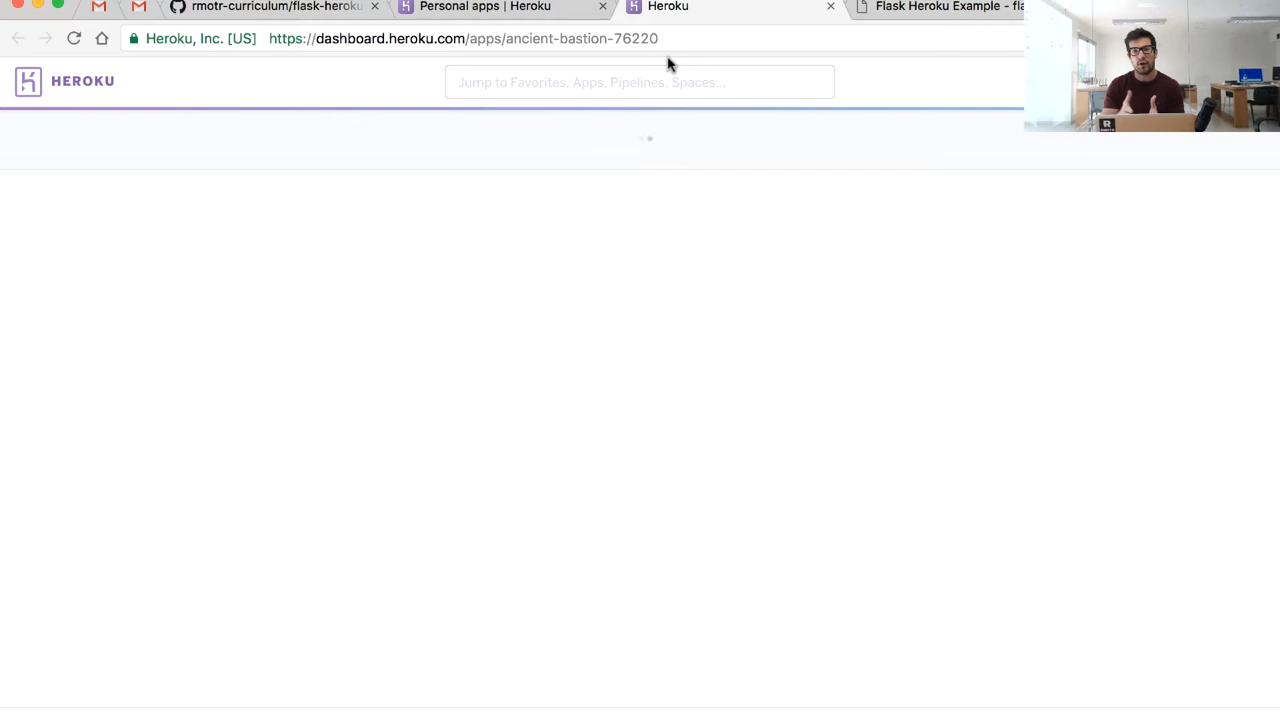 rmotr-curriculum/flask-heroku
Personal apps | Heroku
Heroku
Flask Heroku Example - fla
Heroku, Inc. [US]
https://dashboard.heroku.com/apps/ancient-bastion-76220
HEROKU
Jump to Favorites, Apps, Pipelines, Spaces...
R